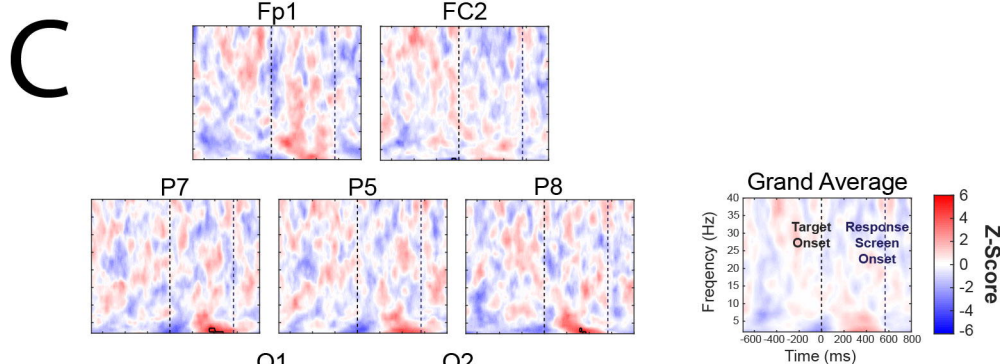 C
Fp1 FC2
P7 P5 P8
Grand Average
40
35
30
25
20
15
10
5
Freqency (Hz)
Target
Onset
Response
Screen
Onset
-600 -400 -200 0 200 400 600 800
Time (ms)
6
4
2
0
-2
-4
-6
Z-Score
O1 O2